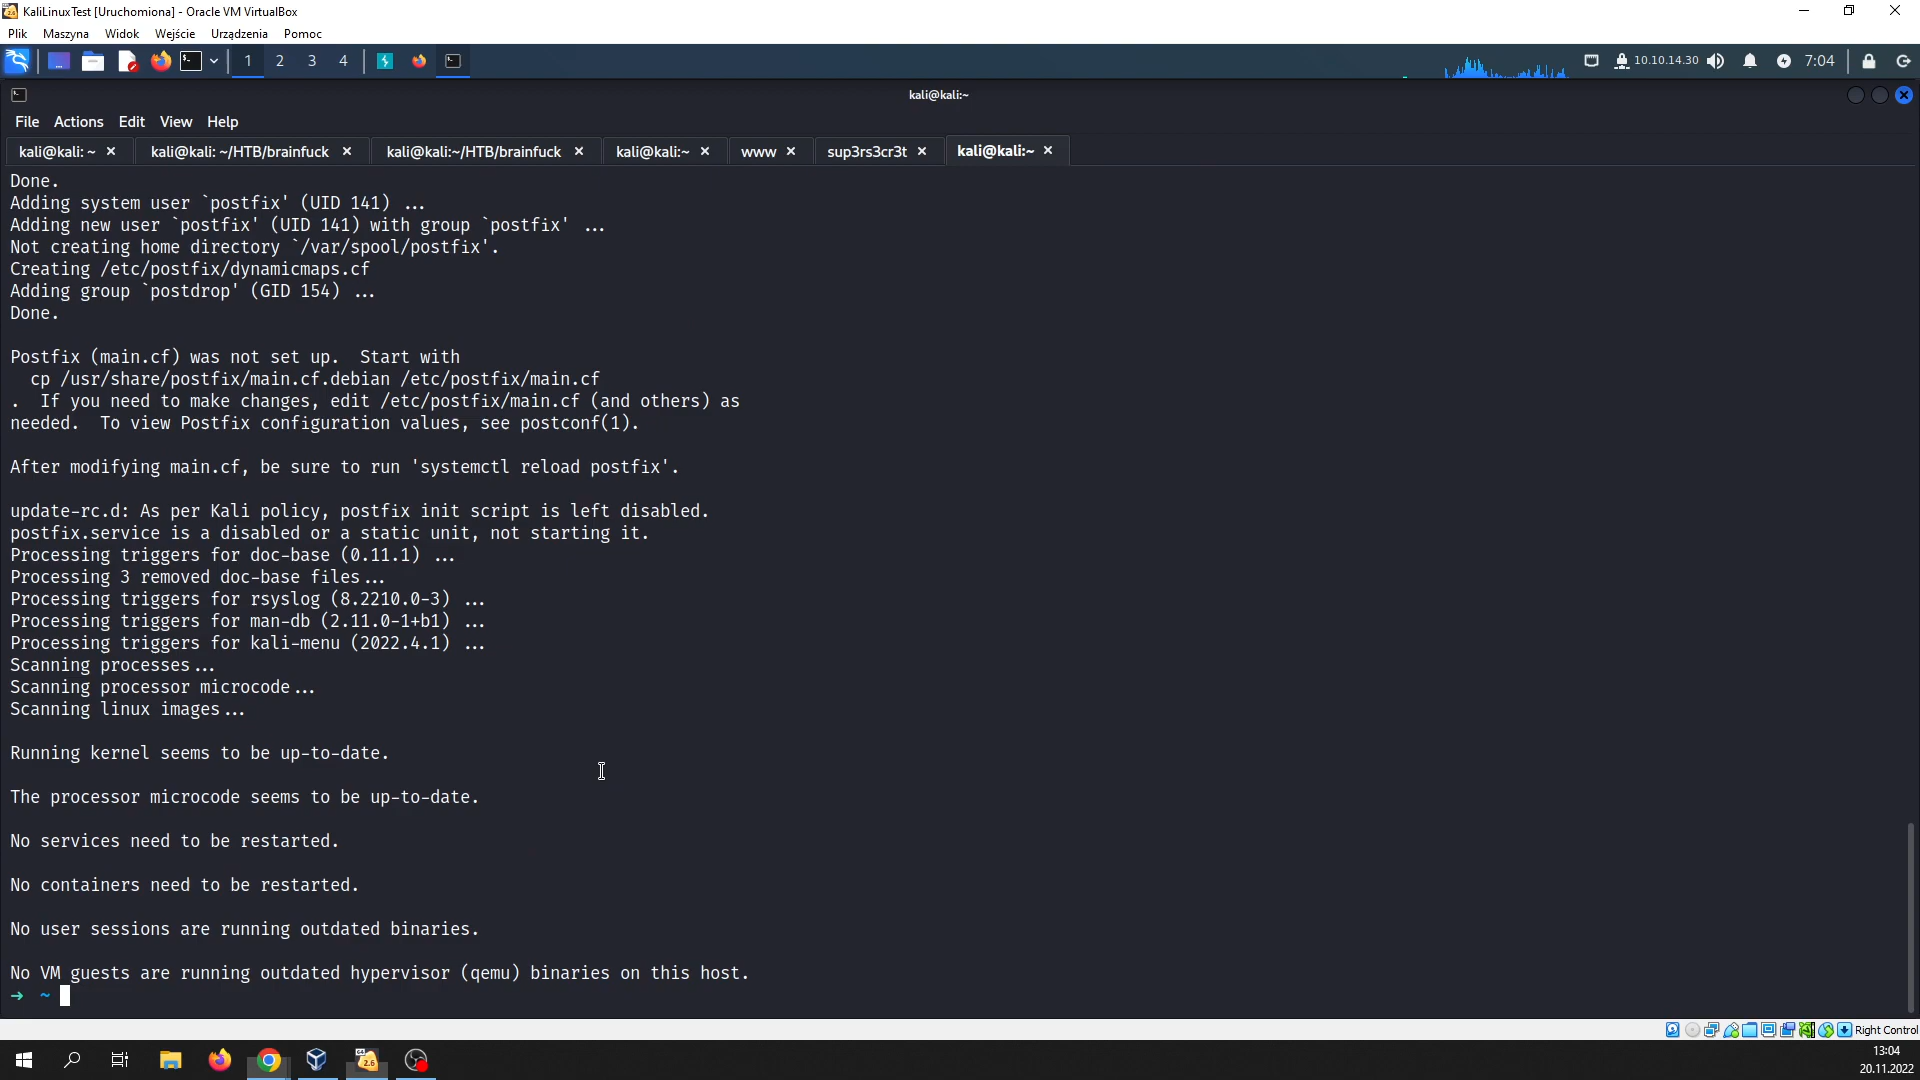 KaliLinuxTest [Uruchomiona] - Oracle VM VirtualBox
Plik Maszyna Widok Wejście Urządzenia Pomoc
1 2 3 4 10.10.14.30 7:04
kali@kali:~
File Actions Edit View Help
kali@kali: ~ × kali@kali: ~/HTB/brainfuck × kali@kali:~/HTB/brainfuck × kali@kali:~ × www × sup3rs3cr3t × kali@kali:~ ×
Done.
Adding system user `postfix' (UID 141) ...
Adding new user `postfix' (UID 141) with group `postfix' ...
Not creating home directory `/var/spool/postfix'.
Creating /etc/postfix/dynamicmaps.cf
Adding group `postdrop' (GID 154) ...
Done.
Postfix (main.cf) was not set up.  Start with
  cp /usr/share/postfix/main.cf.debian /etc/postfix/main.cf
.  If you need to make changes, edit /etc/postfix/main.cf (and others) as
needed.  To view Postfix configuration values, see postconf(1).
After modifying main.cf, be sure to run 'systemctl reload postfix'.
update-rc.d: As per Kali policy, postfix init script is left disabled.
postfix.service is a disabled or a static unit, not starting it.
Processing triggers for doc-base (0.11.1) ...
Processing 3 removed doc-base files...
Processing triggers for rsyslog (8.2210.0-3) ...
Processing triggers for man-db (2.11.0-1+b1) ...
Processing triggers for kali-menu (2022.4.1) ...
Scanning processes...
Scanning processor microcode...
Scanning linux images...
Running kernel seems to be up-to-date.
The processor microcode seems to be up-to-date.
No services need to be restarted.
No containers need to be restarted.
No user sessions are running outdated binaries.
No VM guests are running outdated hypervisor (qemu) binaries on this host.
→ ~
Right Control
13:04
20.11.2022